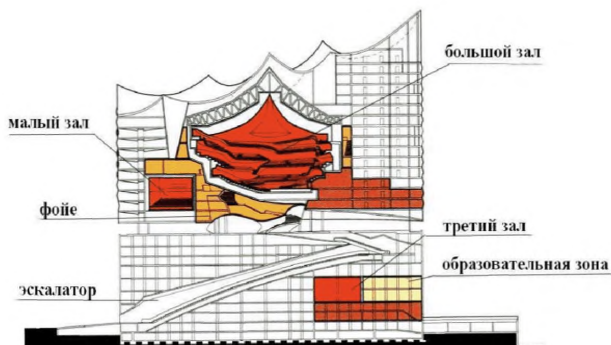 большой зал
малый зал
фойе
третий зал
образовательная зона
эскалатор